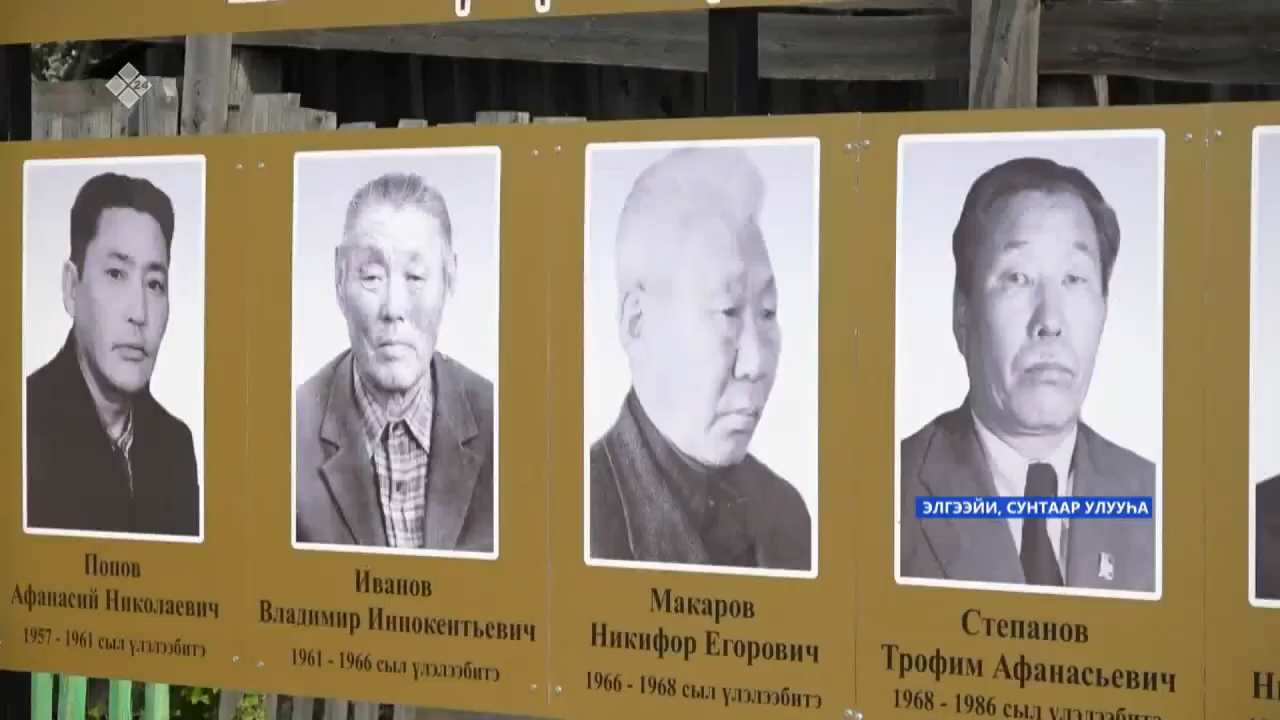 24
ЭЛГЭЭЙИ, СУНТААР УЛУУҺА
Попов
Афанасий Николаевич
1957 - 1961 сыл үлэлээбитэ
Иванов
Владимир Иннокентьевич
1961 - 1966 сыл үлэлээбитэ
Макаров
Никифор Егорович
1966 - 1968 сыл үлэлээбитэ
Степанов
Трофим Афанасьевич
1968 - 1986 сыл үлэлээбитэ